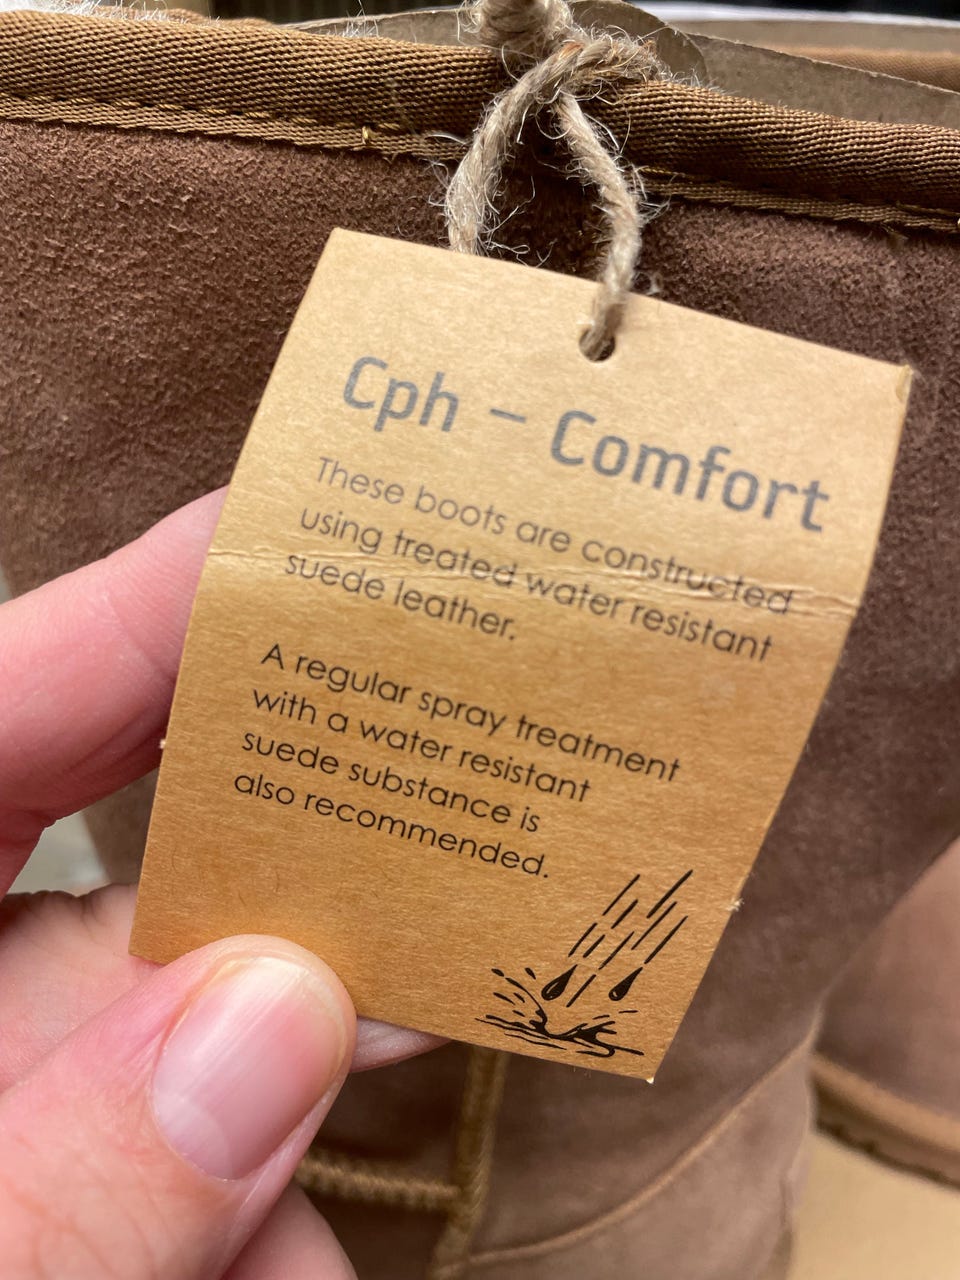 Cph – Comfort
These boots are constructed
using treated water resistant
suede leather.
A regular spray treatment
with a water resistant
suede substance is
also recommended.